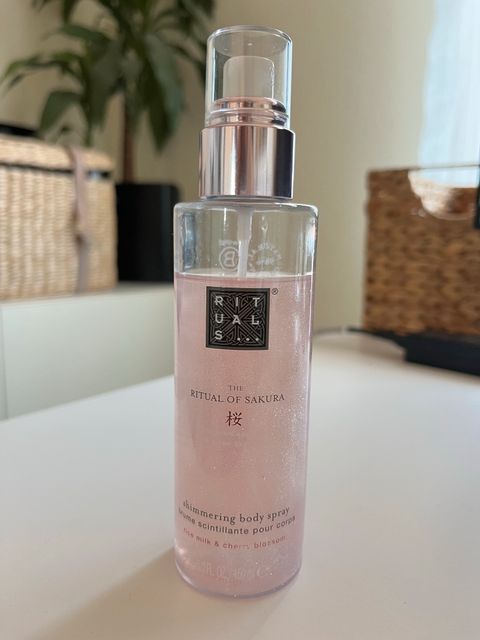 RIT
UAL
S...
®
THE
RITUAL OF SAKURA
桜
shimmering body spray
brume scintillante pour corps
rice milk & cherry blossom